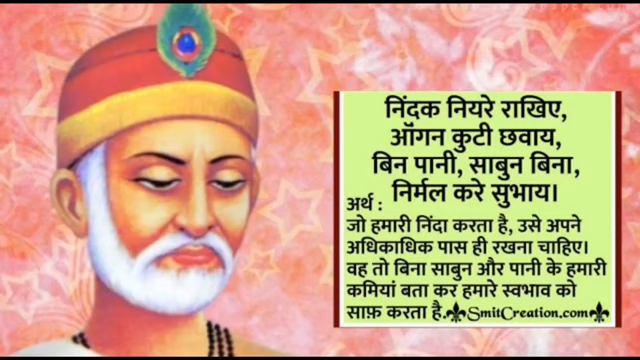 निंदक नियरे राखिए,
ऑंगन कुटी छवाय,
बिन पानी, साबुन बिना,
निर्मल करे सुभाय।
अर्थ :
जो हमारी निंदा करता है, उसे अपने
अधिकाधिक पास ही रखना चाहिए।
वह तो बिना साबुन और पानी के हमारी
कमियां बता कर हमारे स्वभाव को
साफ़ करता है.
SmitCreation.com